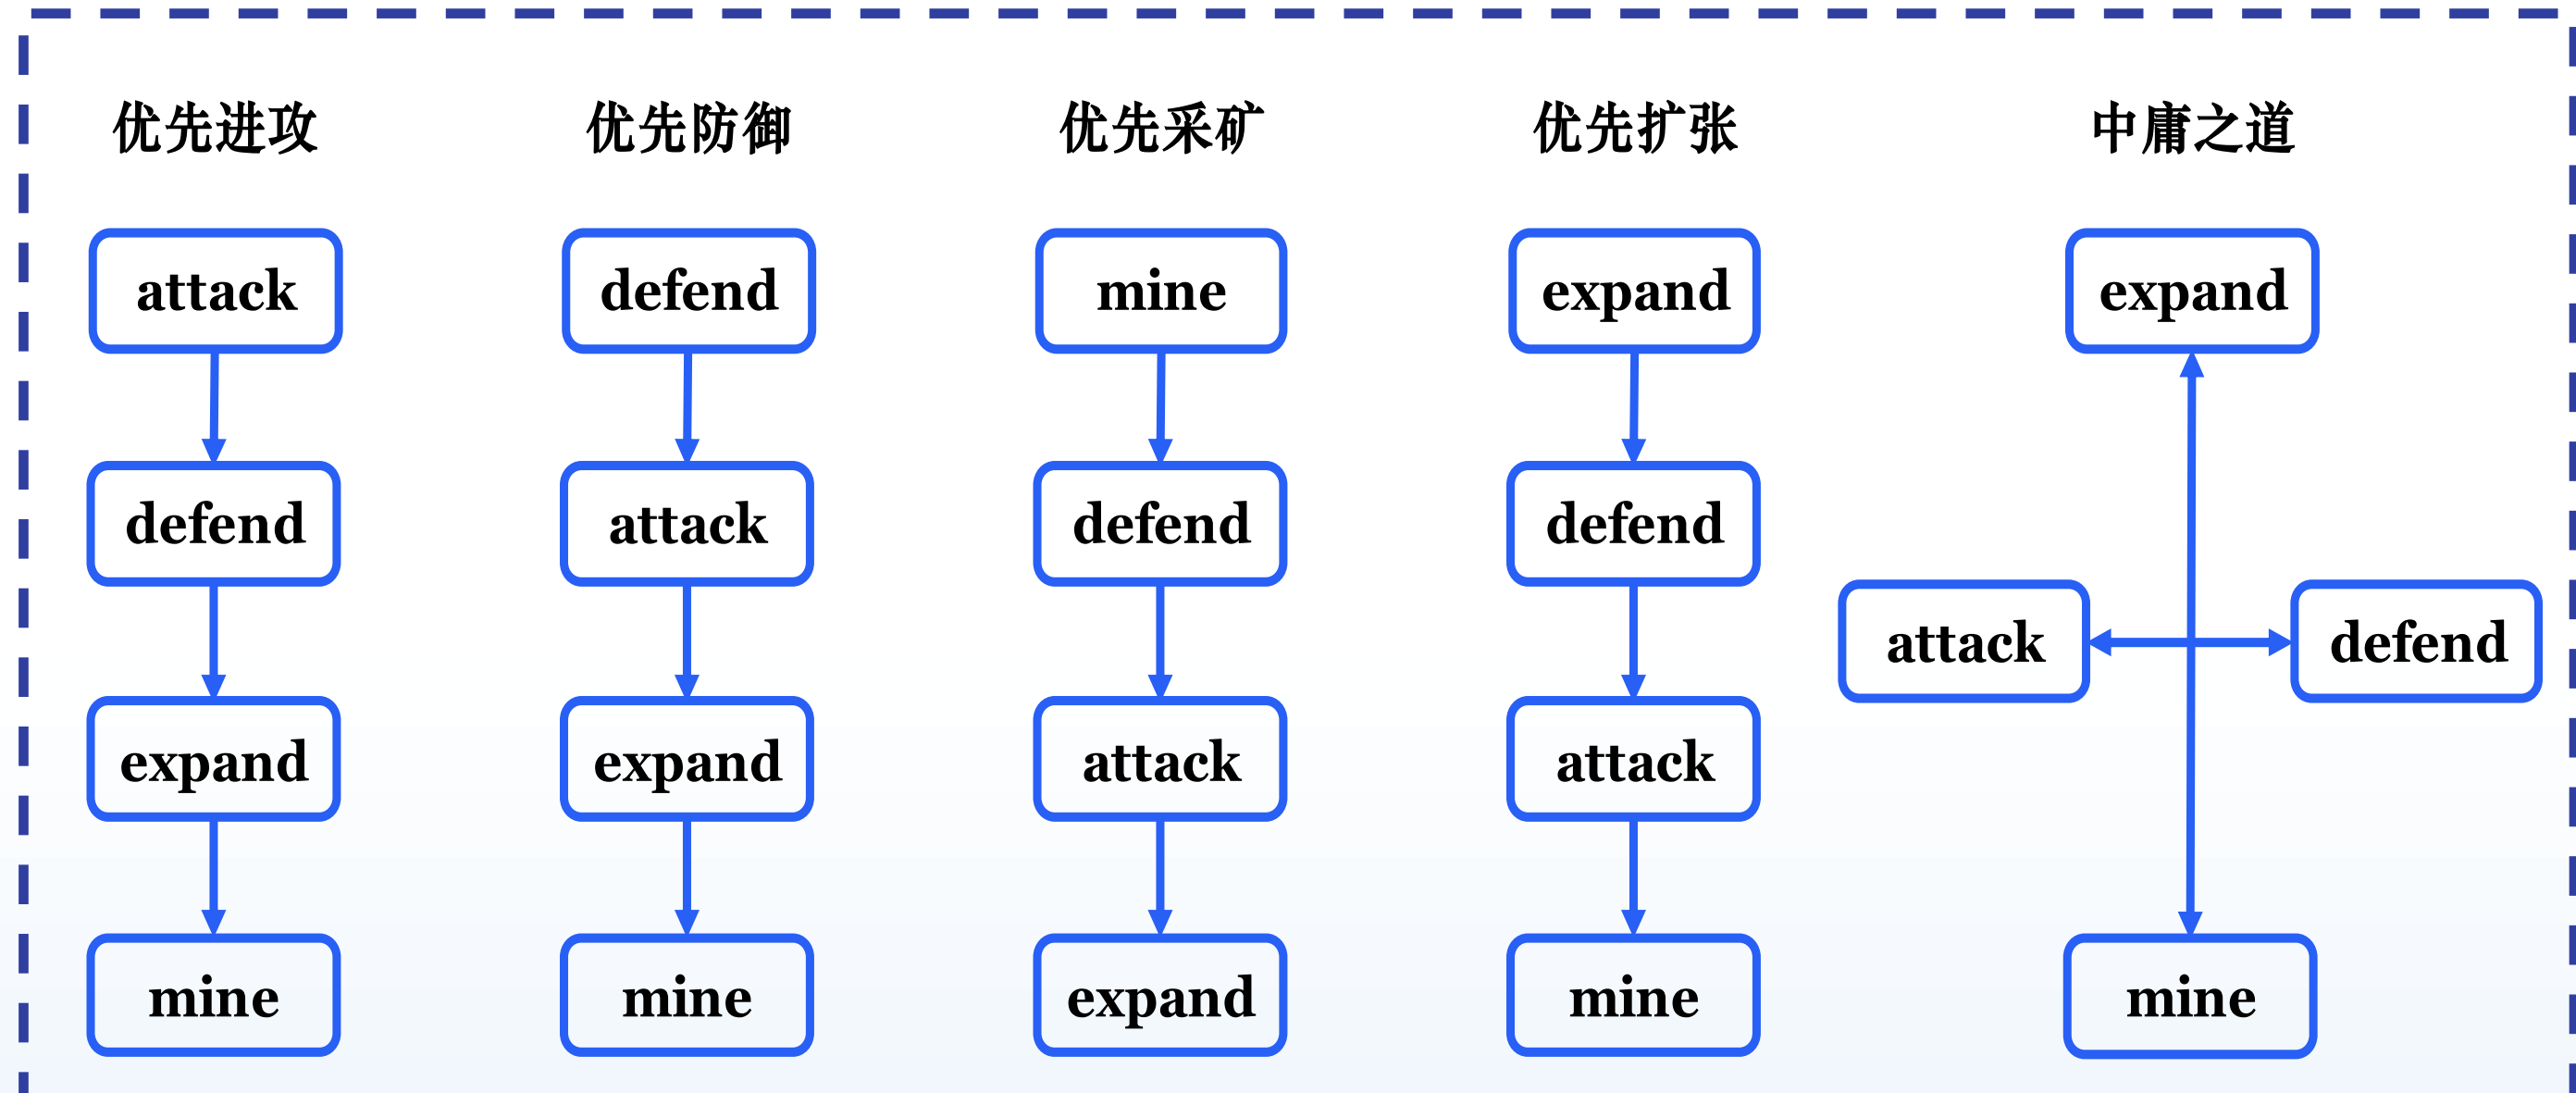 优先进攻
attack
defend
expand
mine
优先防御
defend
attack
expand
mine
优先采矿
mine
defend
attack
expand
优先扩张
expand
defend
attack
mine
中庸之道
expand
attack
defend
mine